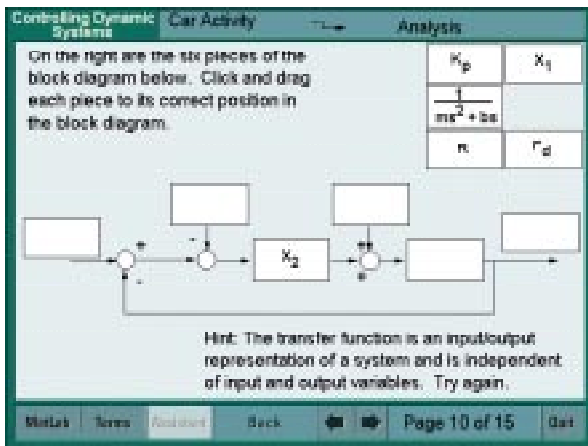 Controlling Dynamic Systems
Car Activity
Analysis
On the right are the six pieces of the
block diagram below. Click and drag
each piece to its correct position in
the block diagram.
Kp X1
1
ms² + bs
n rd
+ - +
X2
- +
Hint: The transfer function is an input/output
representation of a system and is independent
of input and output variables. Try again.
MatLab Terms Back Page 10 of 15 Quit